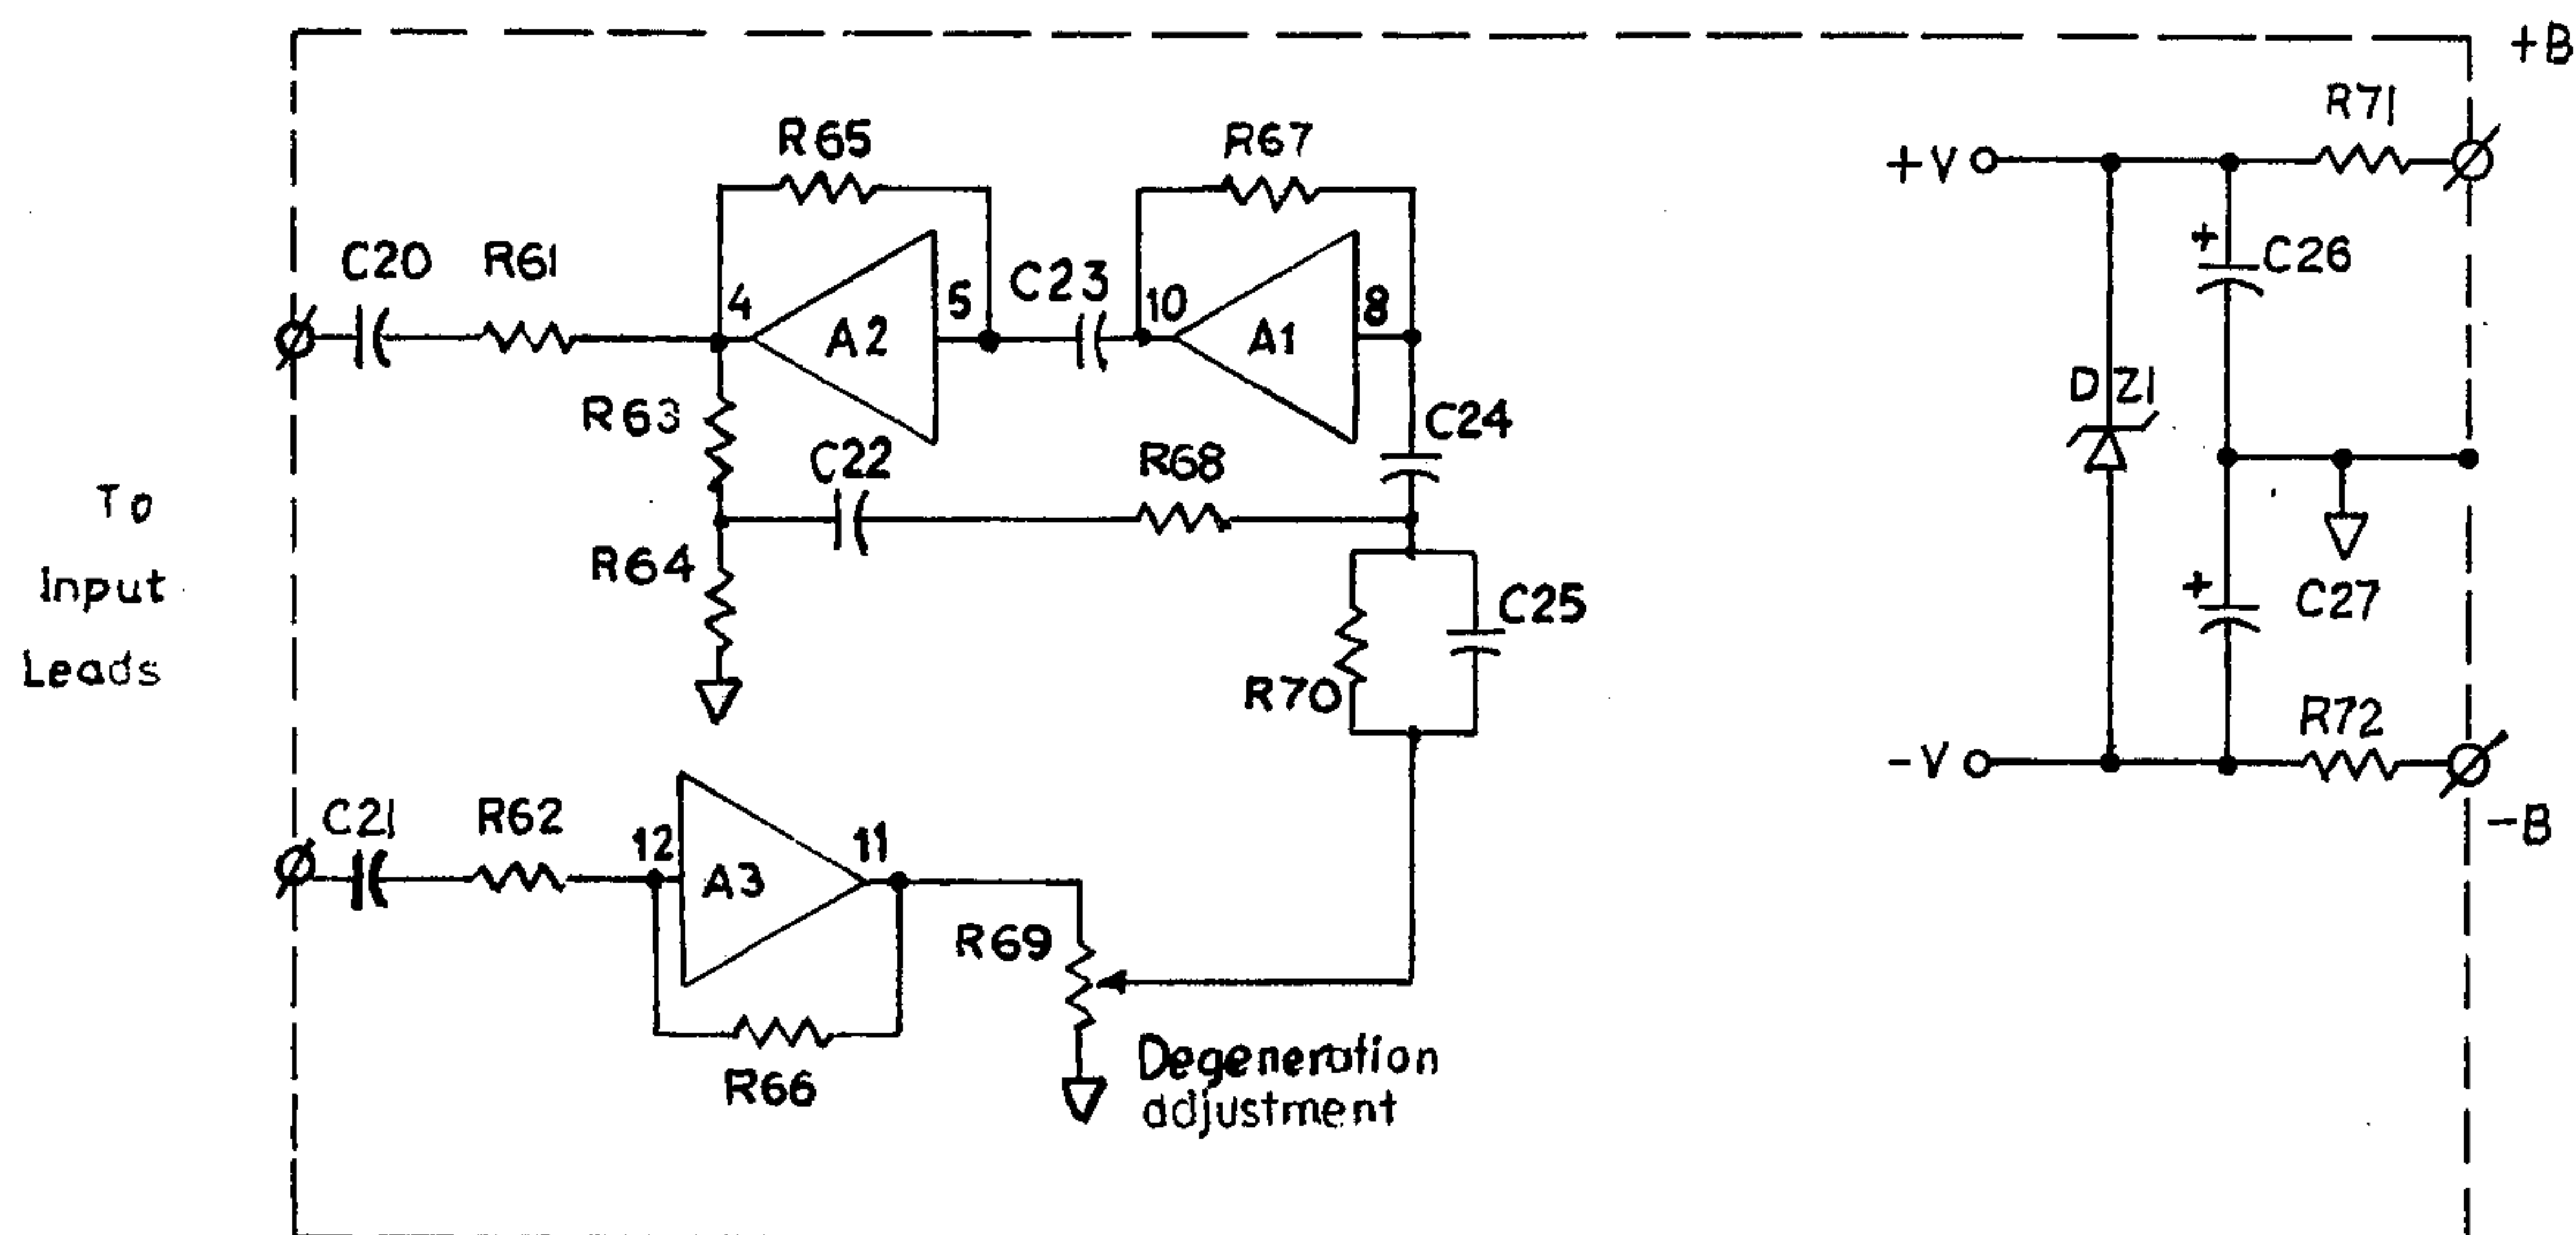 +B
R71
R65
R67
+V
C20
R61
4
5
C23
10
8
C26
A2
A1
DZ1
R63
C22
R68
C24
To
Input
Leads
R64
C25
+
+
C27
R70
R72
-V
C21
R62
12
11
-B
A3
R69
R66
Degeneration
adjustment